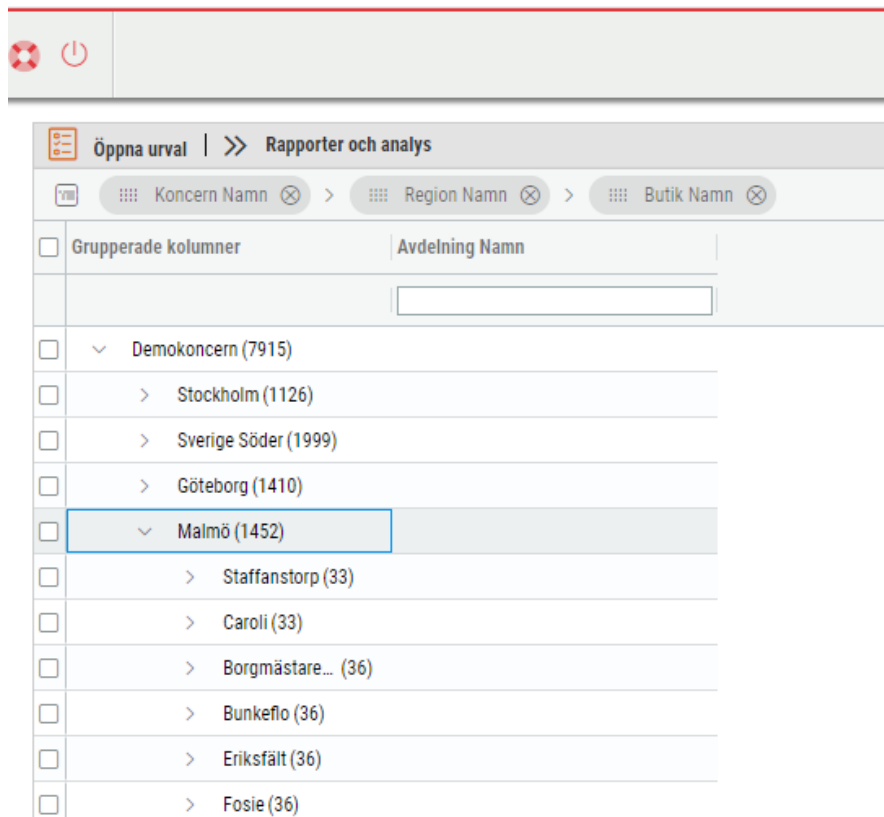 Öppna urval Rapporter och analys
Koncern Namn > Region Namn > Butik Namn
Grupperade kolumner Avdelning Namn
Demokoncern (7915)
Stockholm (1126)
Sverige Söder (1999)
Göteborg (1410)
Malmö (1452)
Staffanstorp (33)
Caroli (33)
Borgmästare... (36)
Bunkeflo (36)
Eriksfält (36)
Fosie (36)